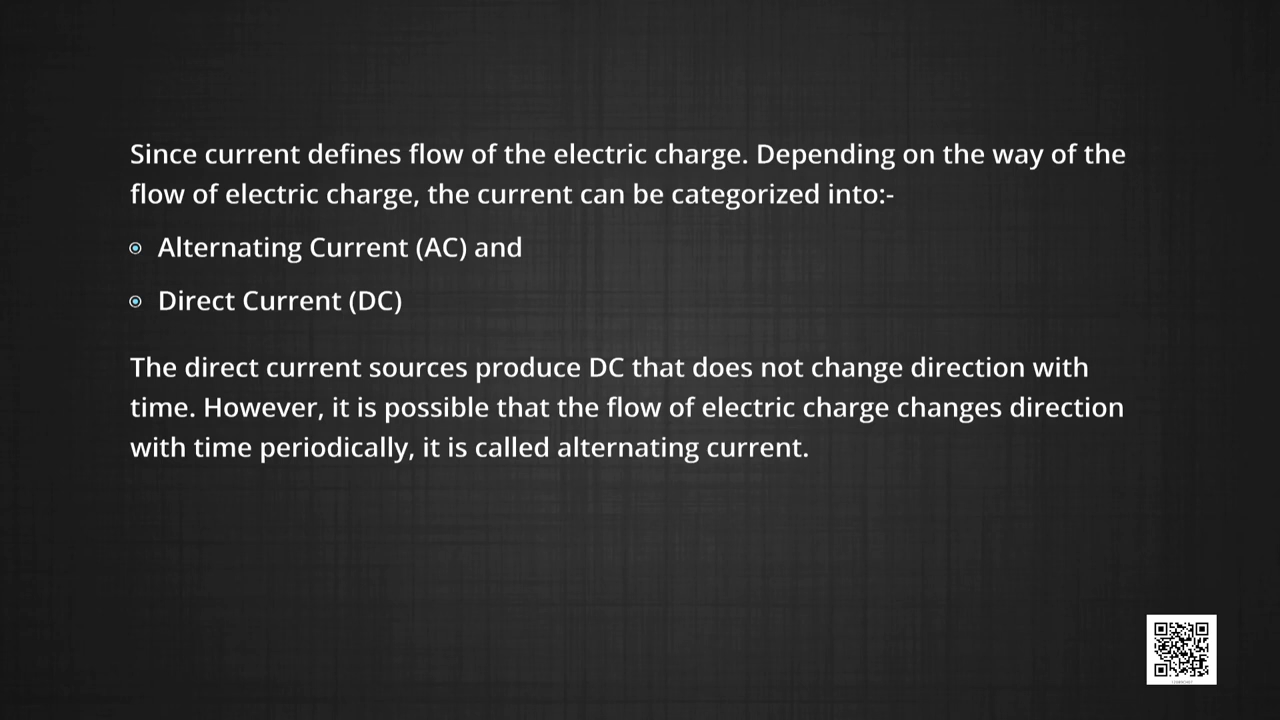 Since current defines flow of the electric charge. Depending on the way of the
flow of electric charge, the current can be categorized into:-
Alternating Current (AC) and
Direct Current (DC)
The direct current sources produce DC that does not change direction with
time. However, it is possible that the flow of electric charge changes direction
with time periodically, it is called alternating current.